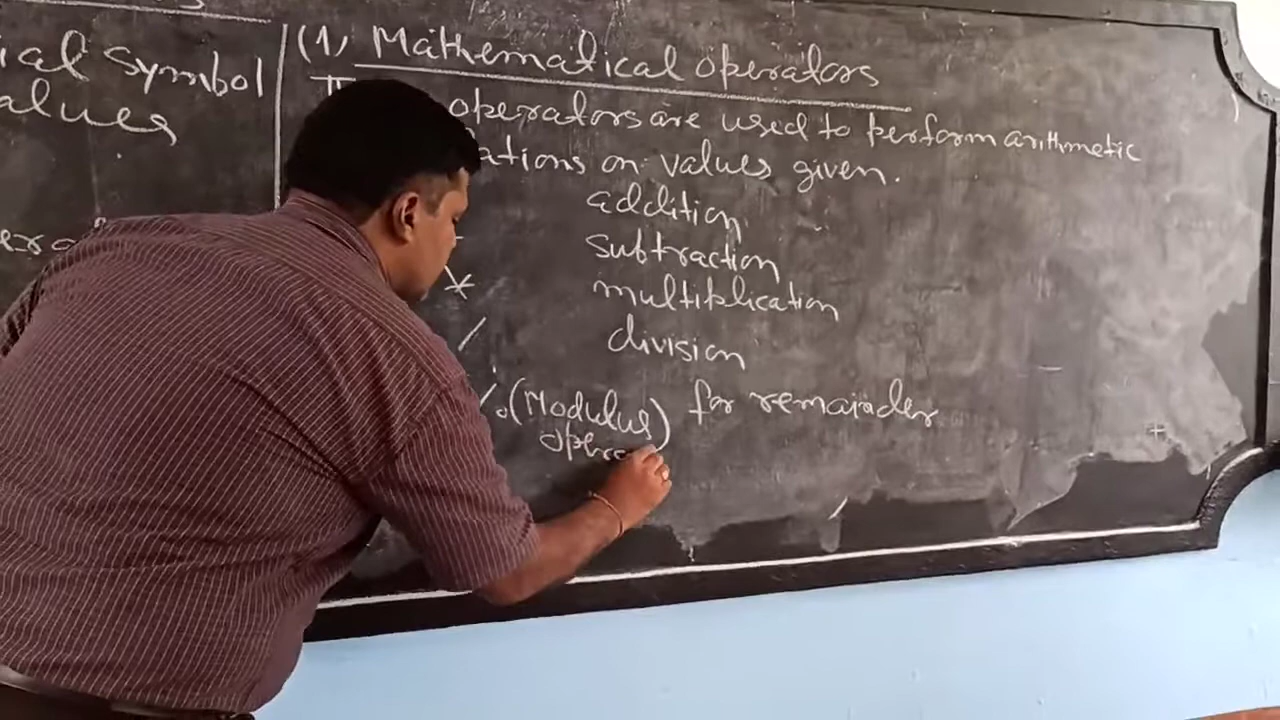 ial Symbol
alues
(1) Mathematical operators
operators are used to perform arithmetic
ations on values given.
addition
- subtraction
* multiplication
/ division
% (Modulus) for remainder
opera